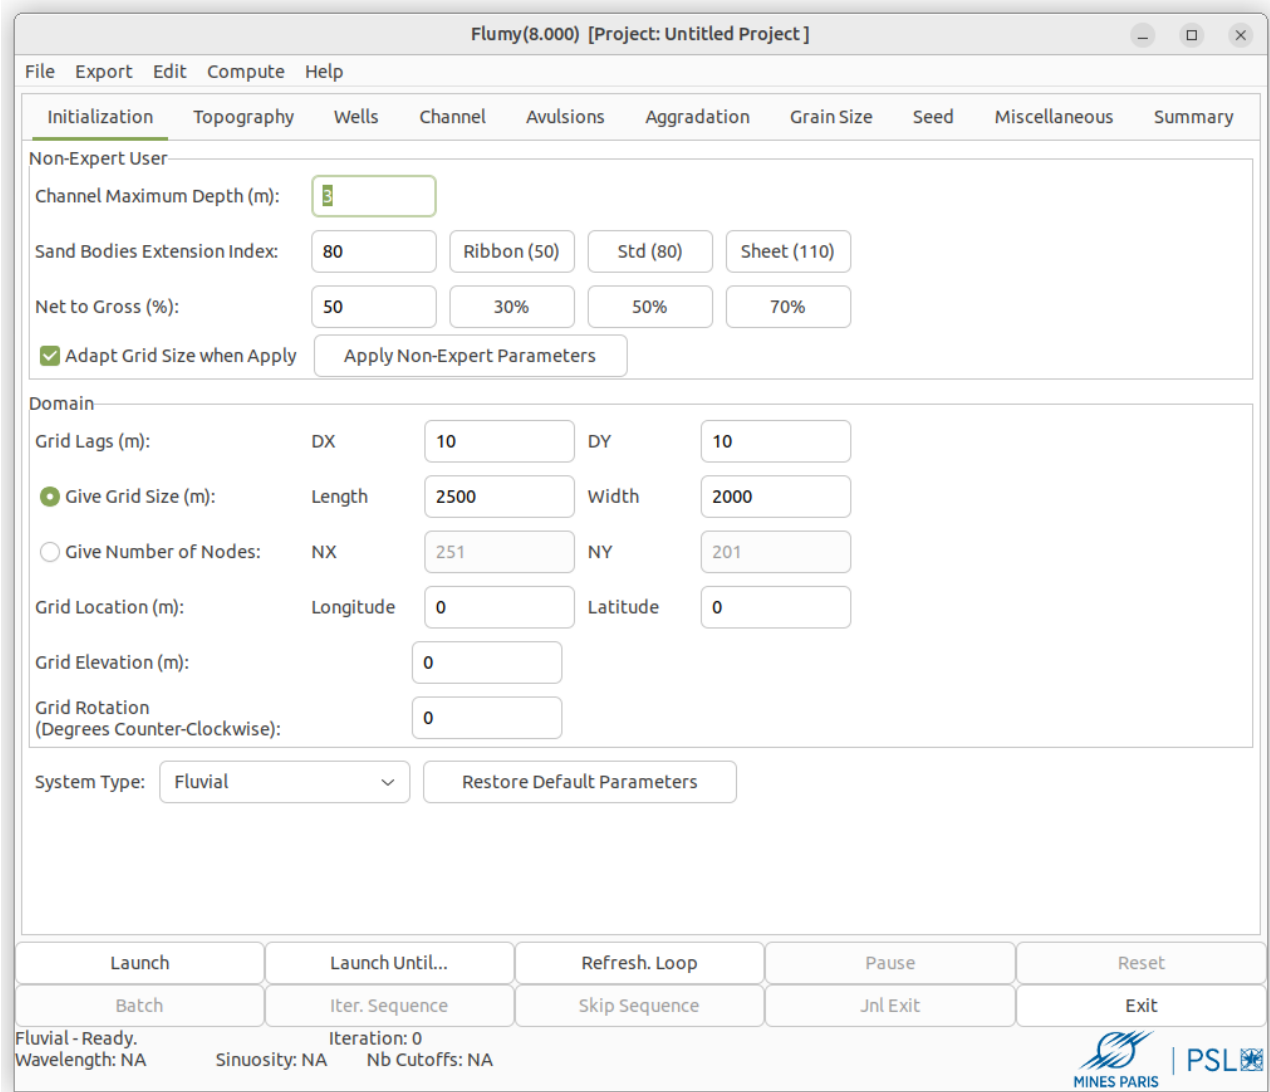 Flumy(8.000) [Project: Untitled Project ]
File Export Edit Compute Help
Initialization Topography Wells Channel Avulsions Aggradation Grain Size Seed Miscellaneous Summary
Non-Expert User
Channel Maximum Depth (m): 3
Sand Bodies Extension Index: 80 Ribbon (50) Std (80) Sheet (110)
Net to Gross (%): 50 30% 50% 70%
Adapt Grid Size when Apply Apply Non-Expert Parameters
Domain
Grid Lags (m): DX 10 DY 10
Give Grid Size (m): Length 2500 Width 2000
Give Number of Nodes: NX 251 NY 201
Grid Location (m): Longitude 0 Latitude 0
Grid Elevation (m): 0
Grid Rotation
(Degrees Counter-Clockwise): 0
System Type: Fluvial Restore Default Parameters
Launch Launch Until... Refresh. Loop Pause Reset
Batch Iter. Sequence Skip Sequence Jnl Exit Exit
Fluvial - Ready. Iteration: 0
Wavelength: NA Sinuosity: NA Nb Cutoffs: NA
MINES PARIS | PSL